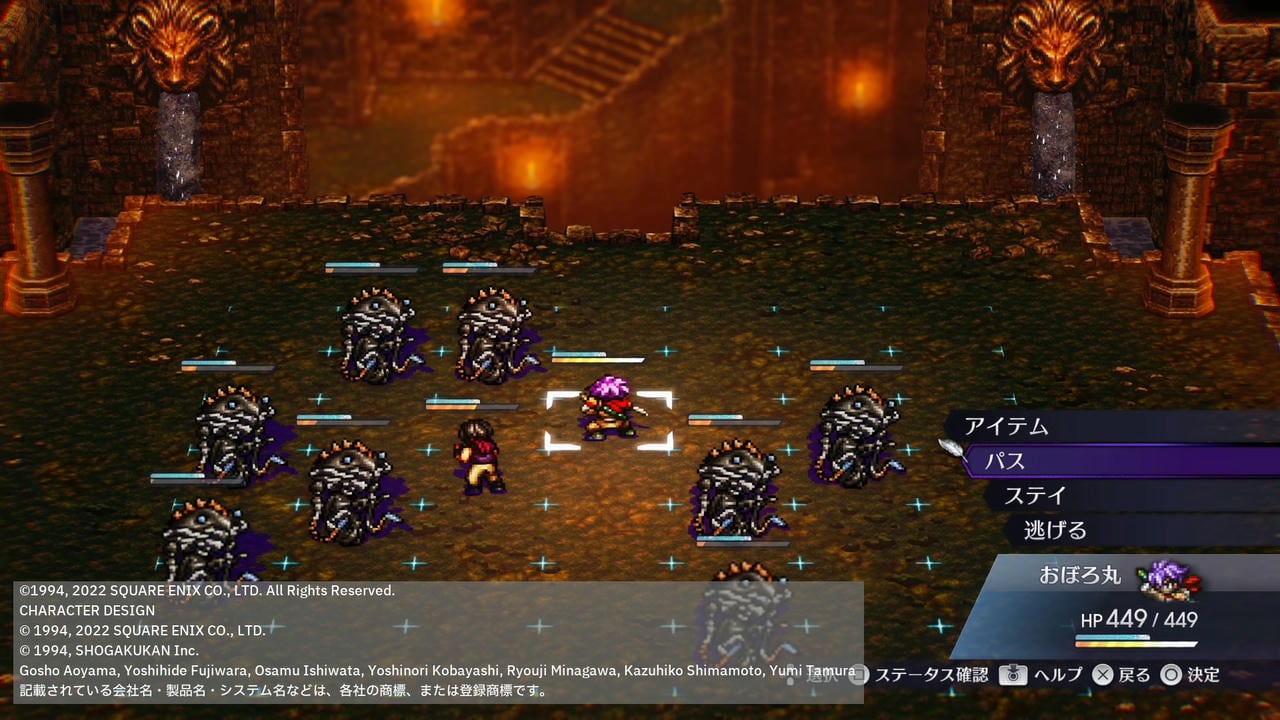 アイテム
パス
ステイ
逃げる
おぼろ丸
HP 449 / 449
©1994, 2022 SQUARE ENIX CO., LTD. All Rights Reserved.
CHARACTER DESIGN
© 1994, 2022 SQUARE ENIX CO., LTD.
© 1994, SHOGAKUKAN Inc.
Gosho Aoyama, Yoshihide Fujiwara, Osamu Ishiwata, Yoshinori Kobayashi, Ryouji Minagawa, Kazuhiko Shimamoto, Yumi Tamura
記載されている会社名・製品名・システム名などは、各社の商標、または登録商標です。
選択 ステータス確認 ヘルプ 戻る 決定